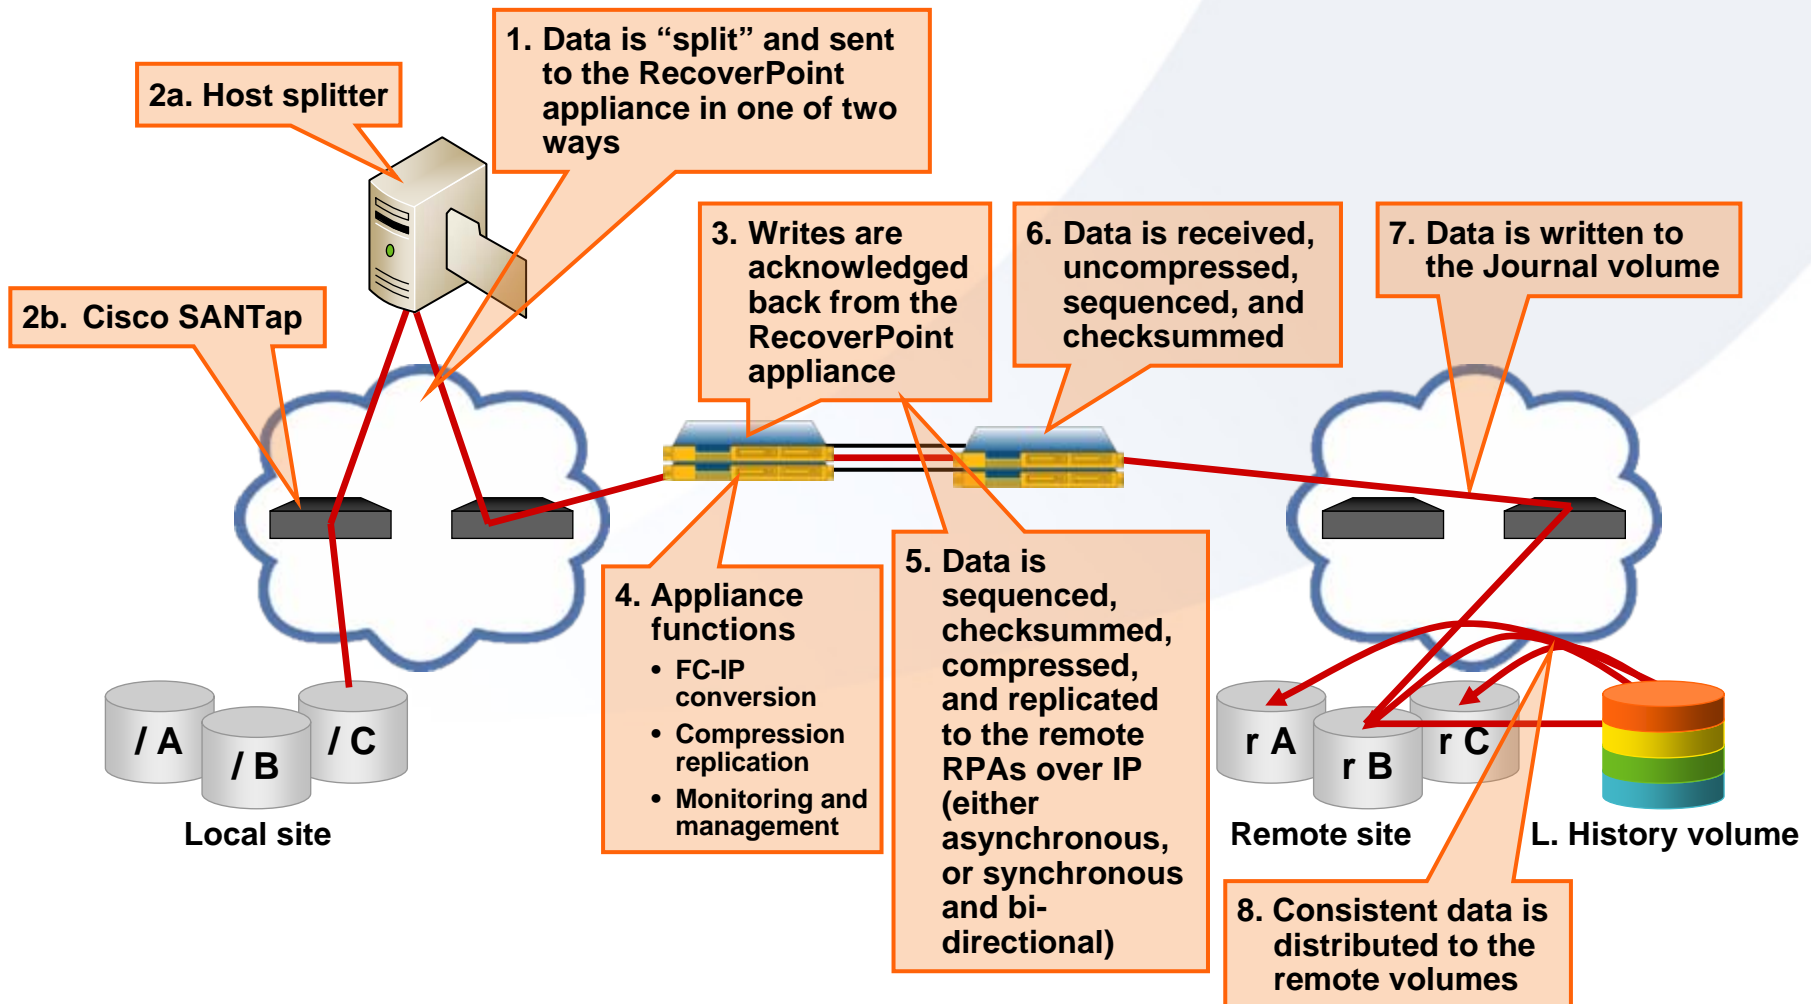 1. Data is “split” and sent
to the RecoverPoint
appliance in one of two
ways
2a. Host splitter
2b. Cisco SANTap
3. Writes are
acknowledged
back from the
RecoverPoint
appliance
6. Data is received,
uncompressed,
sequenced, and
checksummed
7. Data is written to
the Journal volume
4. Appliance
functions
• FC-IP
conversion
• Compression
replication
• Monitoring and
management
5. Data is
sequenced,
checksummed,
compressed,
and replicated
to the remote
RPAs over IP
(either
asynchronous,
or synchronous
and bi-
directional)
/ A
/ B
/ C
Local site
r A
r B
r C
Remote site
L. History volume
8. Consistent data is
distributed to the
remote volumes